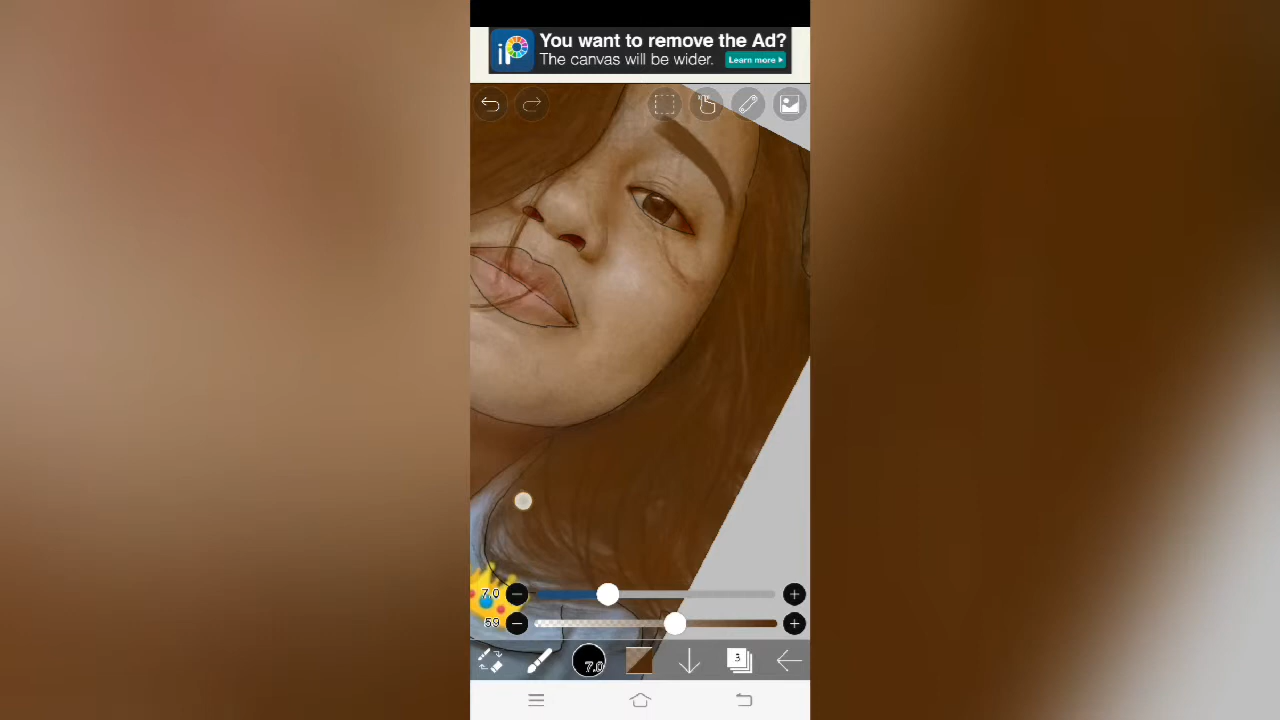 iP
You want to remove the Ad?
The canvas will be wider.
Learn more
7.0
59
7.0
3